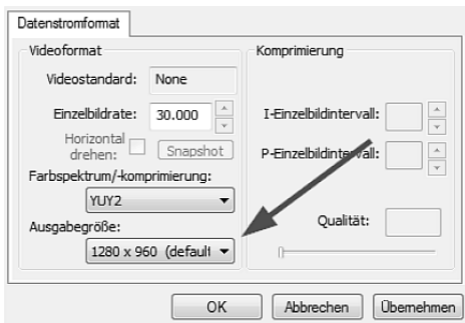 Datenstromformat
Videoformat
Videostandard: None
Einzelbildrate: 30.000
Horizontal
drehen: Snapshot
Farbspektrum/-komprimierung:
YUY2
Ausgabegröße:
1280 x 960 (default
Komprimierung
I-Einzelbildintervall:
P-Einzelbildintervall:
Qualität:
OK Abbrechen Übernehmen